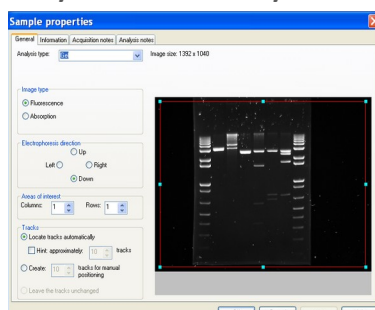 Sample properties
General Information Acquisition notes Analysis notes
Analysis type: Gel Image size: 1392 x 1040
Image type
Fluorescence
Absorption
Electrophoresis direction
Up
Left Right
Down
Areas of interest
Columns: 1 Rows: 1
Tracks
Locate tracks automatically
Hint: approximately 10 tracks
Create: 10 tracks for manual
positioning
Leave the tracks unchanged